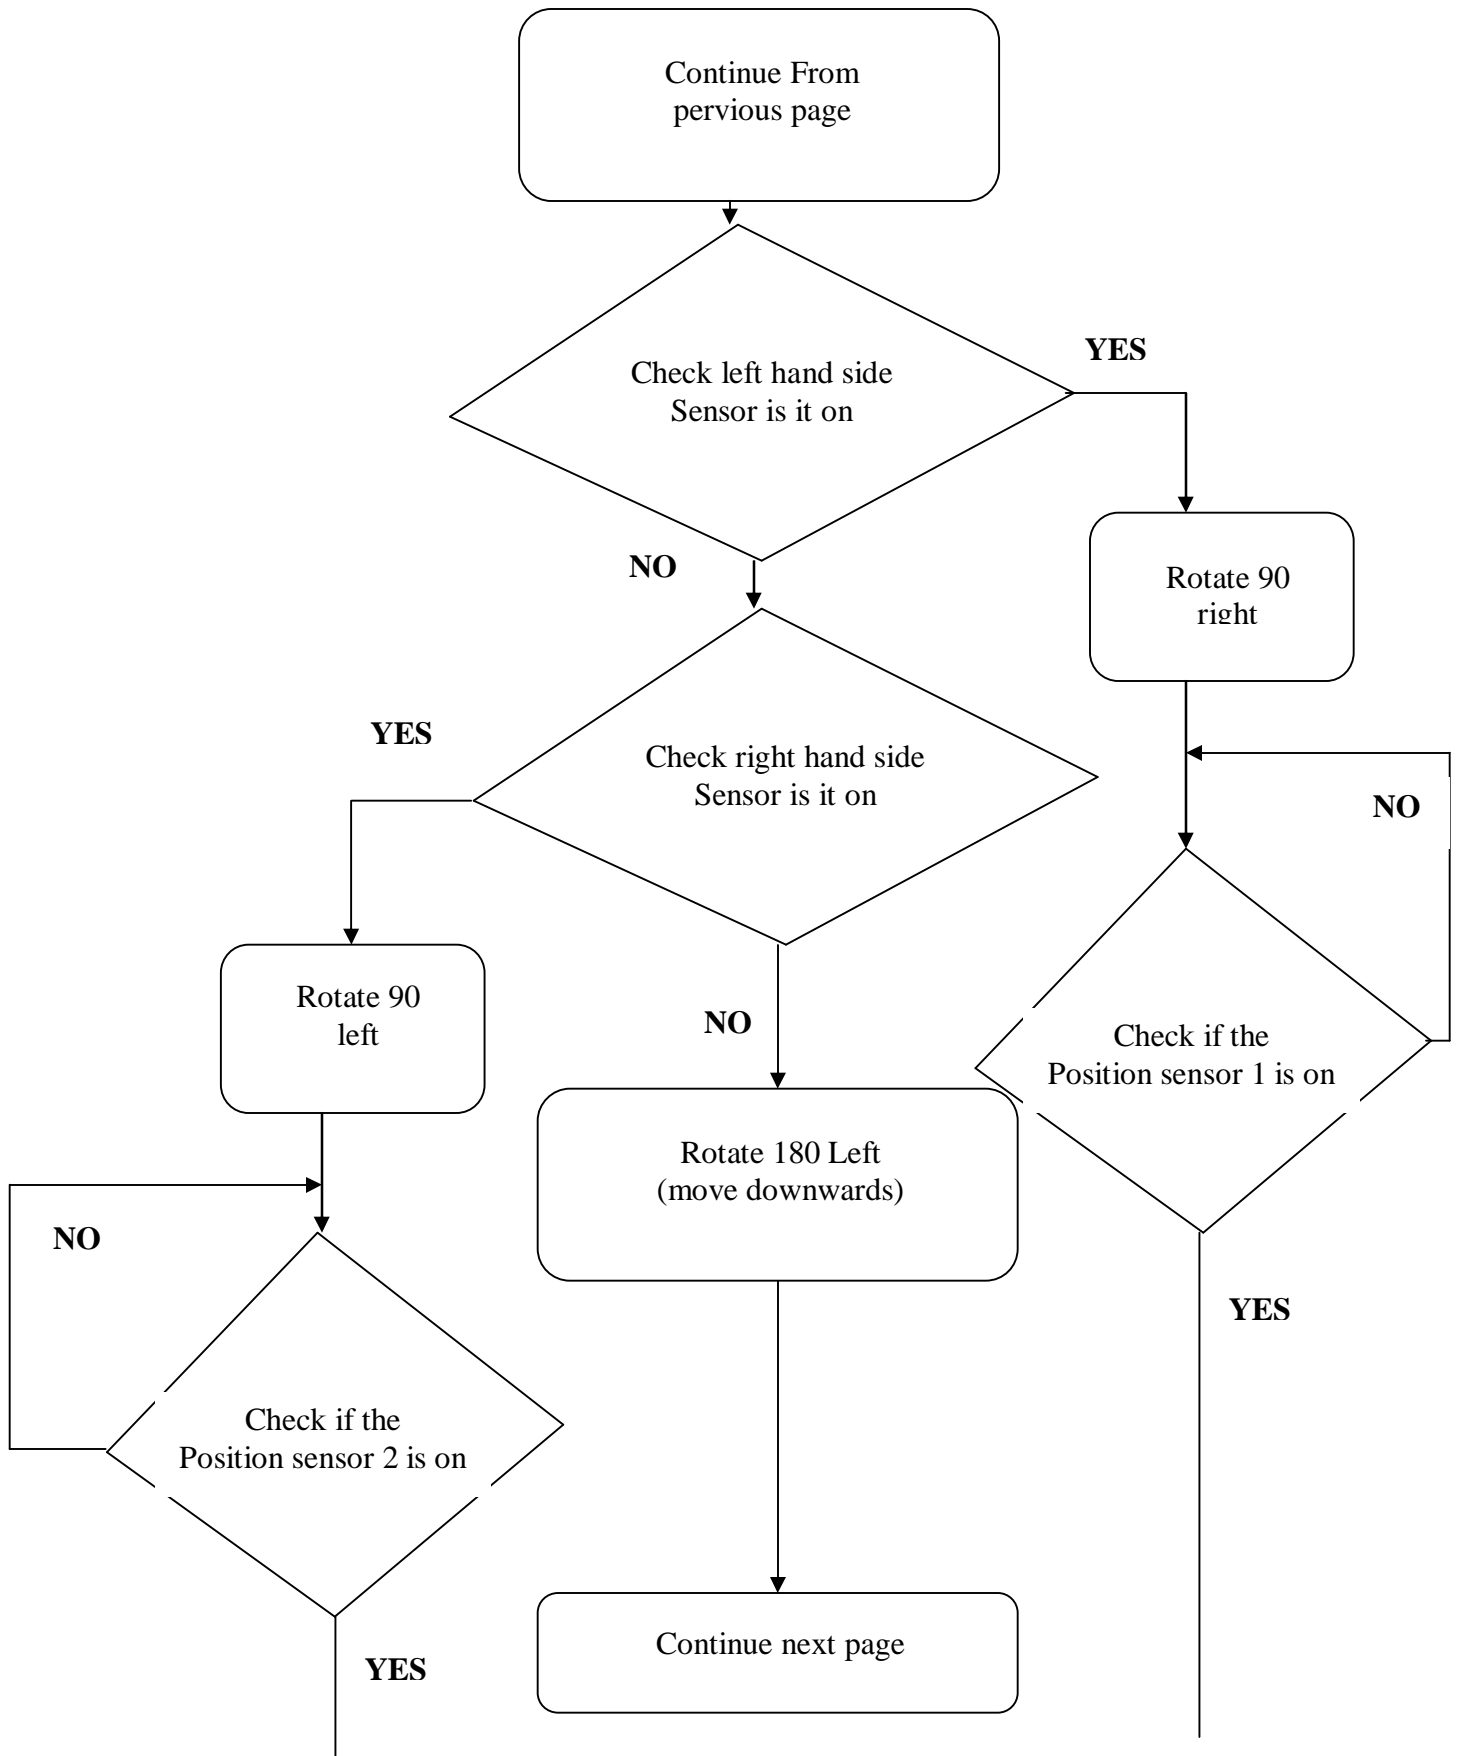 Continue From
pervious page
YES
Check left hand side
Sensor is it on
NO
Rotate 90
right
YES
Check right hand side
Sensor is it on
NO
Rotate 90
left
NO
Check if the
Position sensor 1 is on
Rotate 180 Left
(move downwards)
NO
YES
Check if the
Position sensor 2 is on
Continue next page
YES